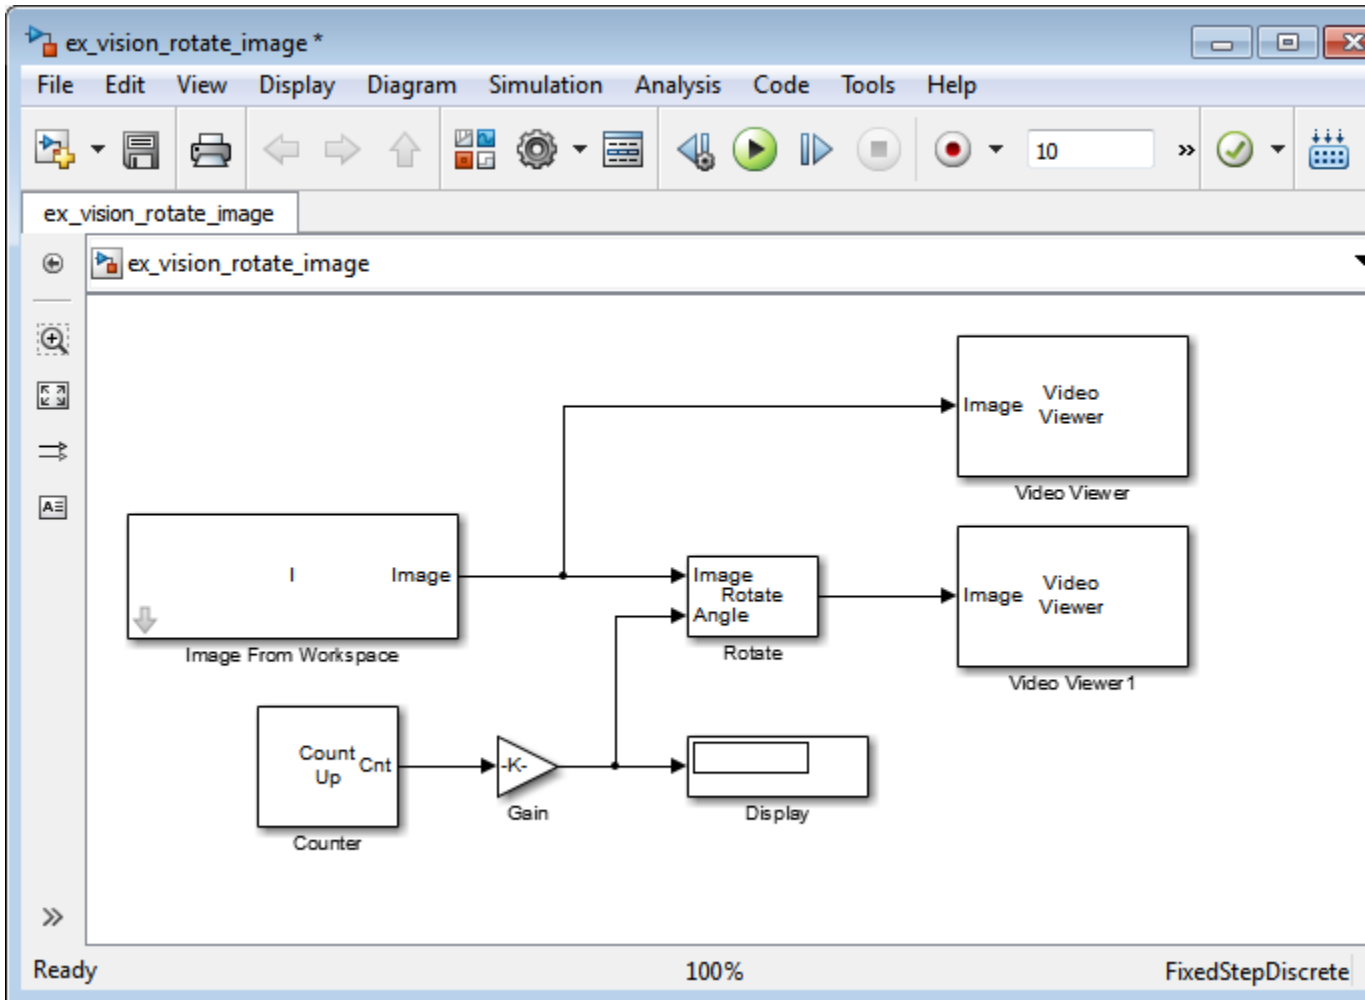 ex_vision_rotate_image *
File Edit View Display Diagram Simulation Analysis Code Tools Help
10 »
ex_vision_rotate_image
ex_vision_rotate_image
Image Video
Viewer
Video Viewer
I Image
Image From Workspace
Image
Rotate
Angle
Rotate
Image Video
Viewer
Video Viewer1
Count
Up
Cnt
Counter
-K-
Gain
Display
A
»
Ready 100% FixedStepDiscrete